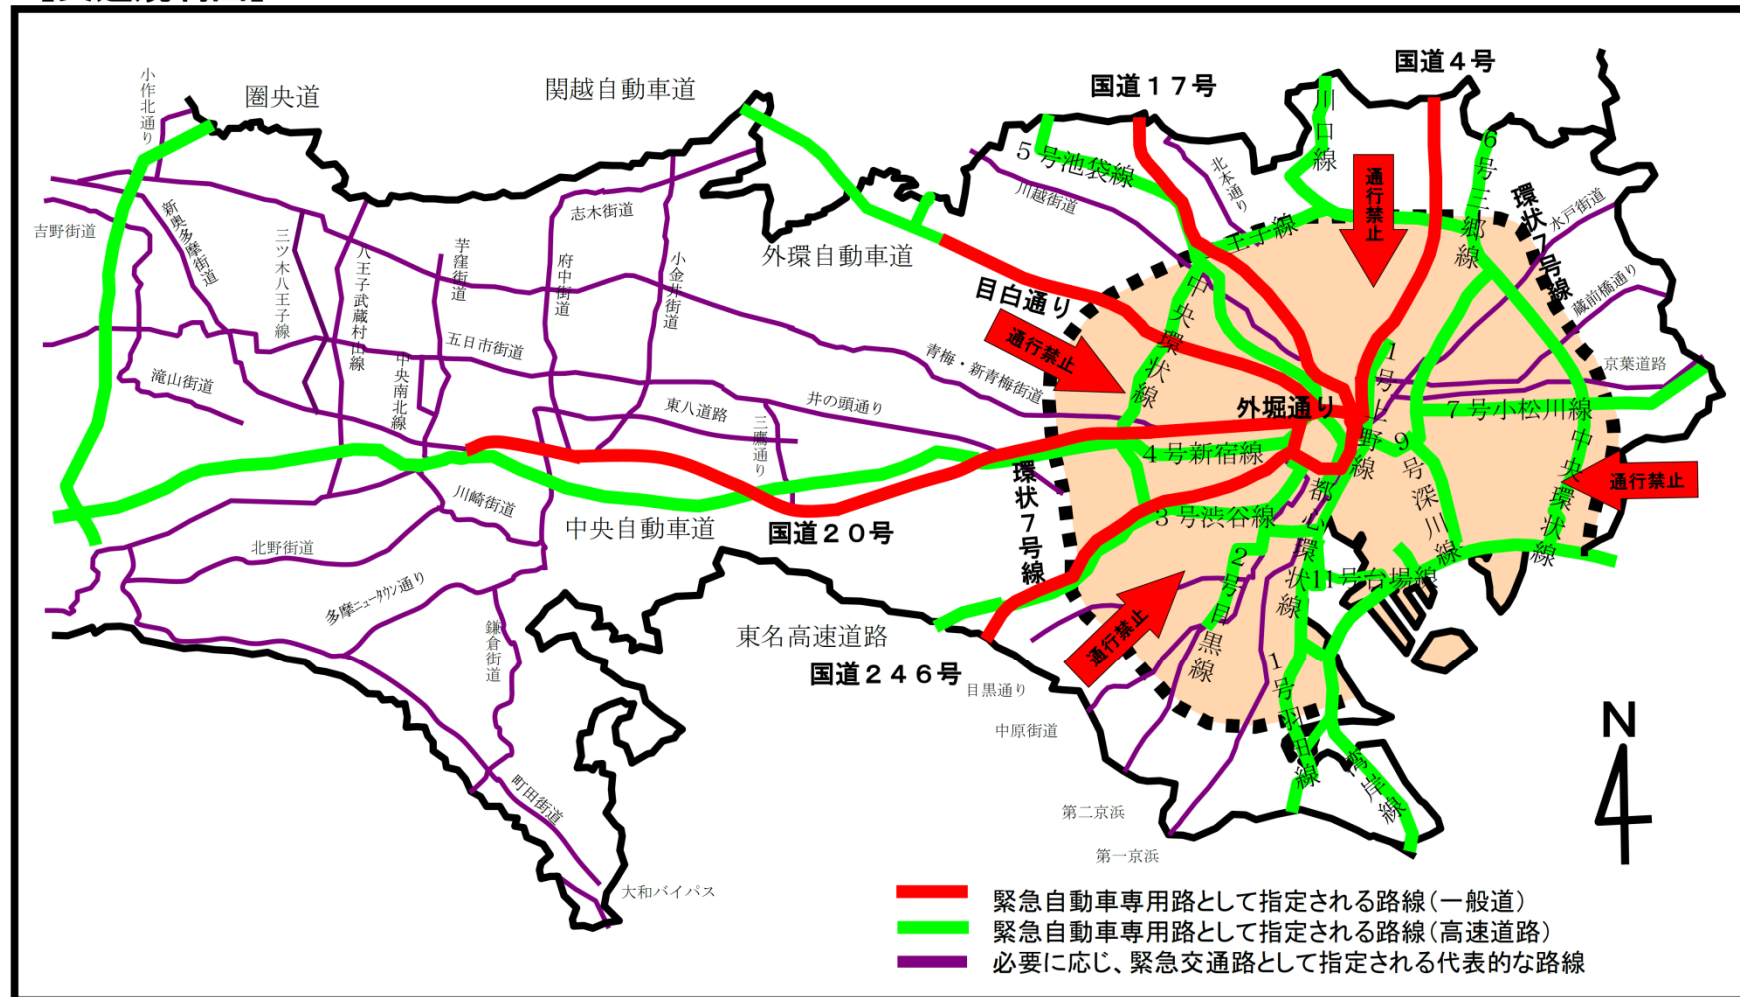 小作北通り
圏央道
関越自動車道
国道17号
国道4号
川口線
6号三郷線
5号池袋線
北本通り
川越街道
通行禁止
環状7号線
水戸街道
吉野街道
新奥多摩街道
三ツ木八王子線
八王子武蔵村山線
芋窪街道
志木街道
府中街道
小金井街道
外環自動車道
王子線
目白通り
中央環状線
蔵前橋通り
通行禁止
五日市街道
青梅・新青梅街道
京葉道路
滝山街道
中央南北線
東八道路
井の頭通り
三鷹通り
外堀通り
1号上野線
7号小松川線
9号深川線
中央環状線
4号新宿線
環状7号線
通行禁止
川崎街道
中央自動車道
国道20号
3号渋谷線
都心環状線
北野街道
2号目黒線
11号台場線
多摩ニュータウン通り
鎌倉街道
東名高速道路
国道246号
通行禁止
目黒通り
中原街道
1号羽田線
湾岸線
N
町田街道
第二京浜
第一京浜
大和バイパス
緊急自動車専用路として指定される路線（一般道）
緊急自動車専用路として指定される路線（高速道路）
必要に応じ、緊急交通路として指定される代表的な路線